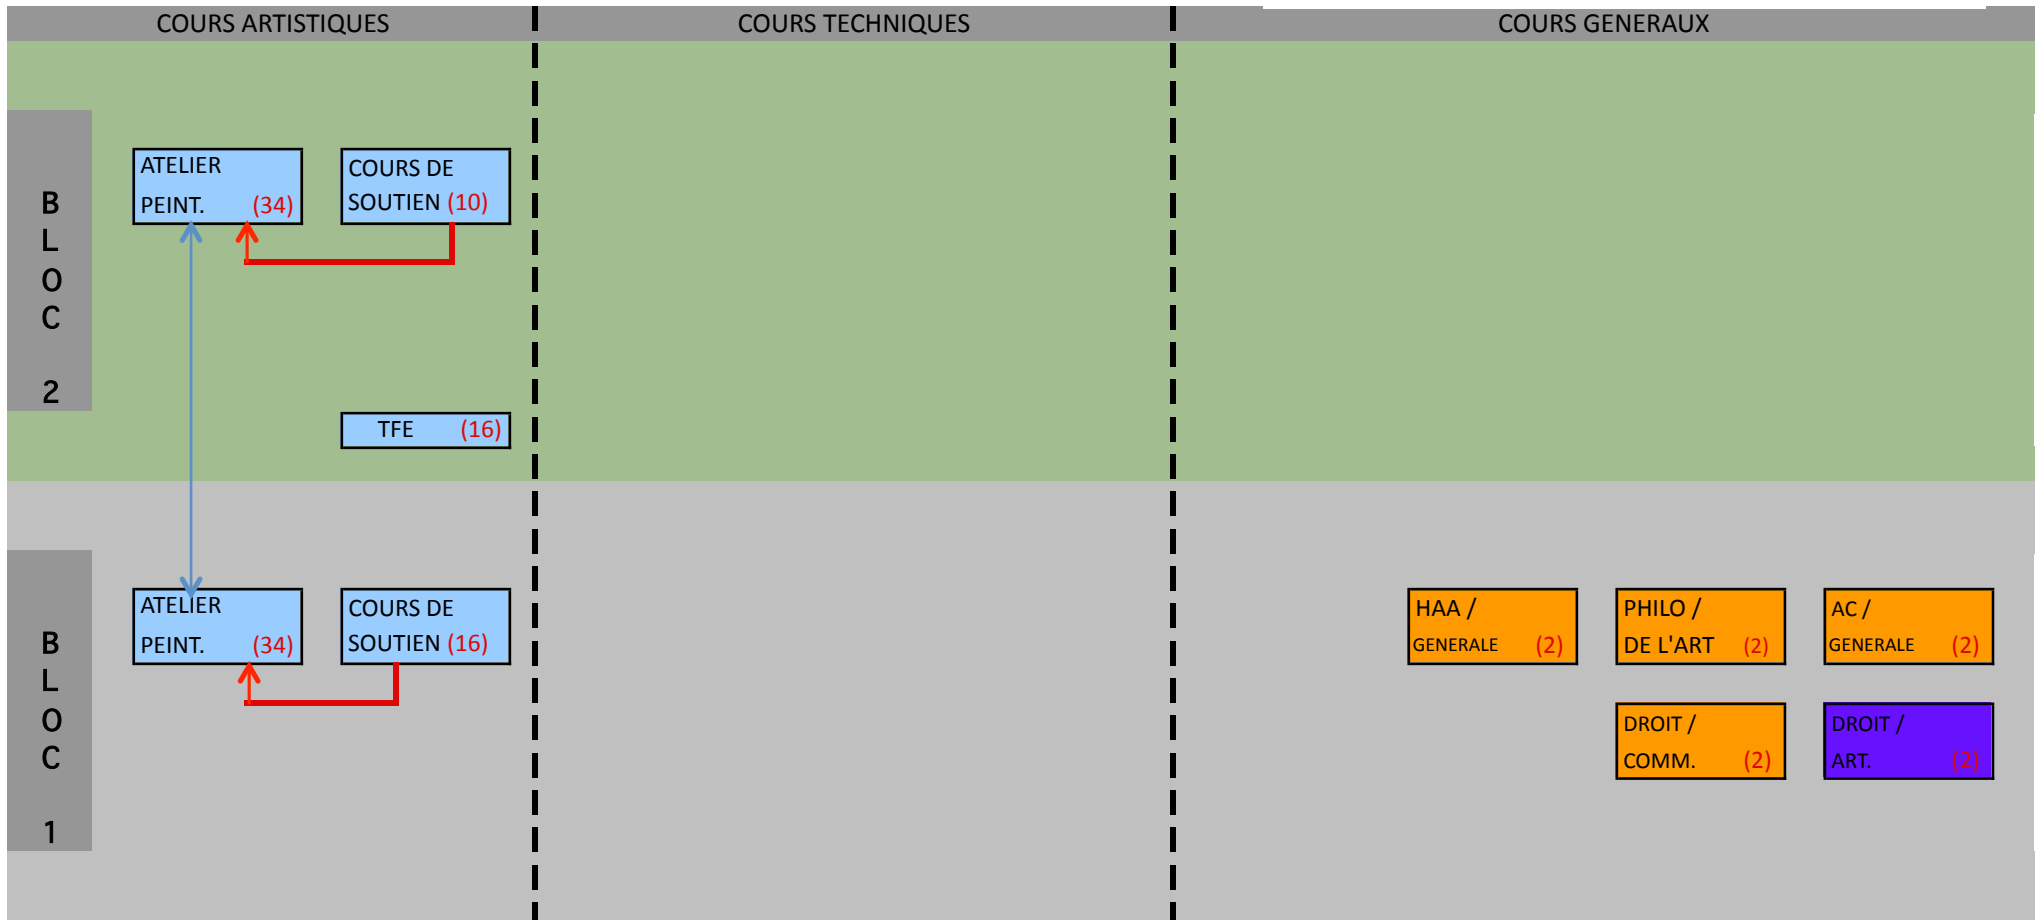 COURS ARTISTIQUES
COURS TECHNIQUES
COURS GENERAUX
B
L
O
C
2
ATELIER
PEINT. (34)
COURS DE
SOUTIEN (10)
TFE (16)
B
L
O
C
1
ATELIER
PEINT. (34)
COURS DE
SOUTIEN (16)
HAA /
GENERALE (2)
PHILO /
DE L'ART (2)
AC /
GENERALE (2)
DROIT /
COMM. (2)
DROIT /
ART. (2)